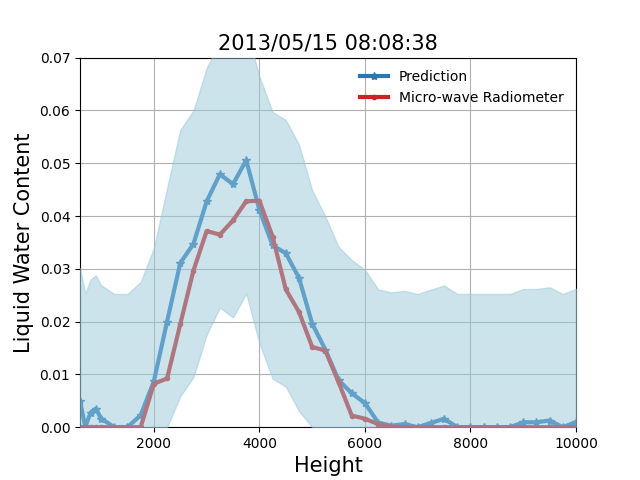 2013/05/15 08:08:38
Prediction
Micro-wave Radiometer
Liquid Water Content
0.07
0.06
0.05
0.04
0.03
0.02
0.01
0.00
2000 4000 6000 8000 10000
Height